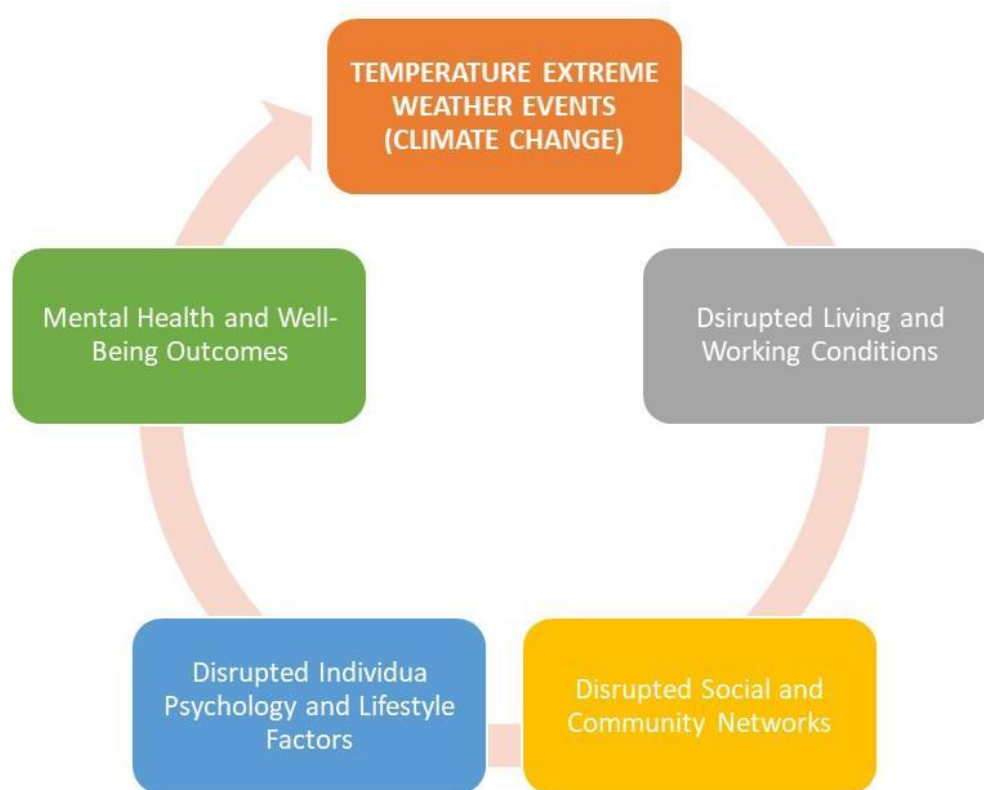 TEMPERATURE EXTREME
WEATHER EVENTS
(CLIMATE CHANGE)
Mental Health and Well-
Being Outcomes
Dsirupted Living and
Working Conditions
Disrupted Individua
Psychology and Lifestyle
Factors
Disrupted Social and
Community Networks